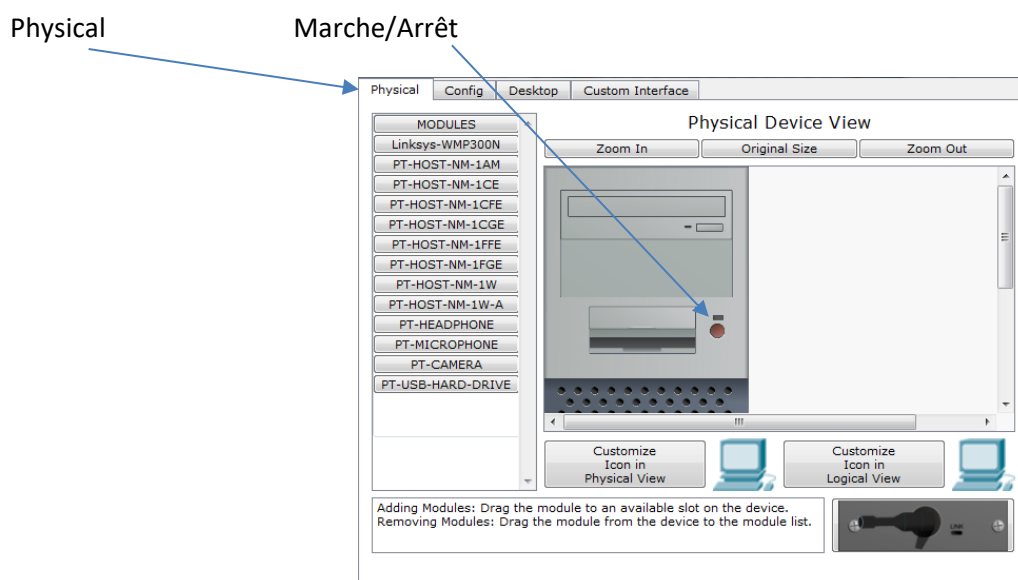 Physical
Marche/Arrêt
Physical
Config
Desktop
Custom Interface
MODULES
Linksys-WMP300N
PT-HOST-NM-1AM
PT-HOST-NM-1CE
PT-HOST-NM-1CFE
PT-HOST-NM-1CGE
PT-HOST-NM-1FFE
PT-HOST-NM-1FGE
PT-HOST-NM-1W
PT-HOST-NM-1W-A
PT-HEADPHONE
PT-MICROPHONE
PT-CAMERA
PT-USB-HARD-DRIVE
Physical Device View
Zoom In
Original Size
Zoom Out
Customize
Icon in
Physical View
Customize
Icon in
Logical View
Adding Modules: Drag the module to an available slot on the device.
Removing Modules: Drag the module from the device to the module list.
LINK